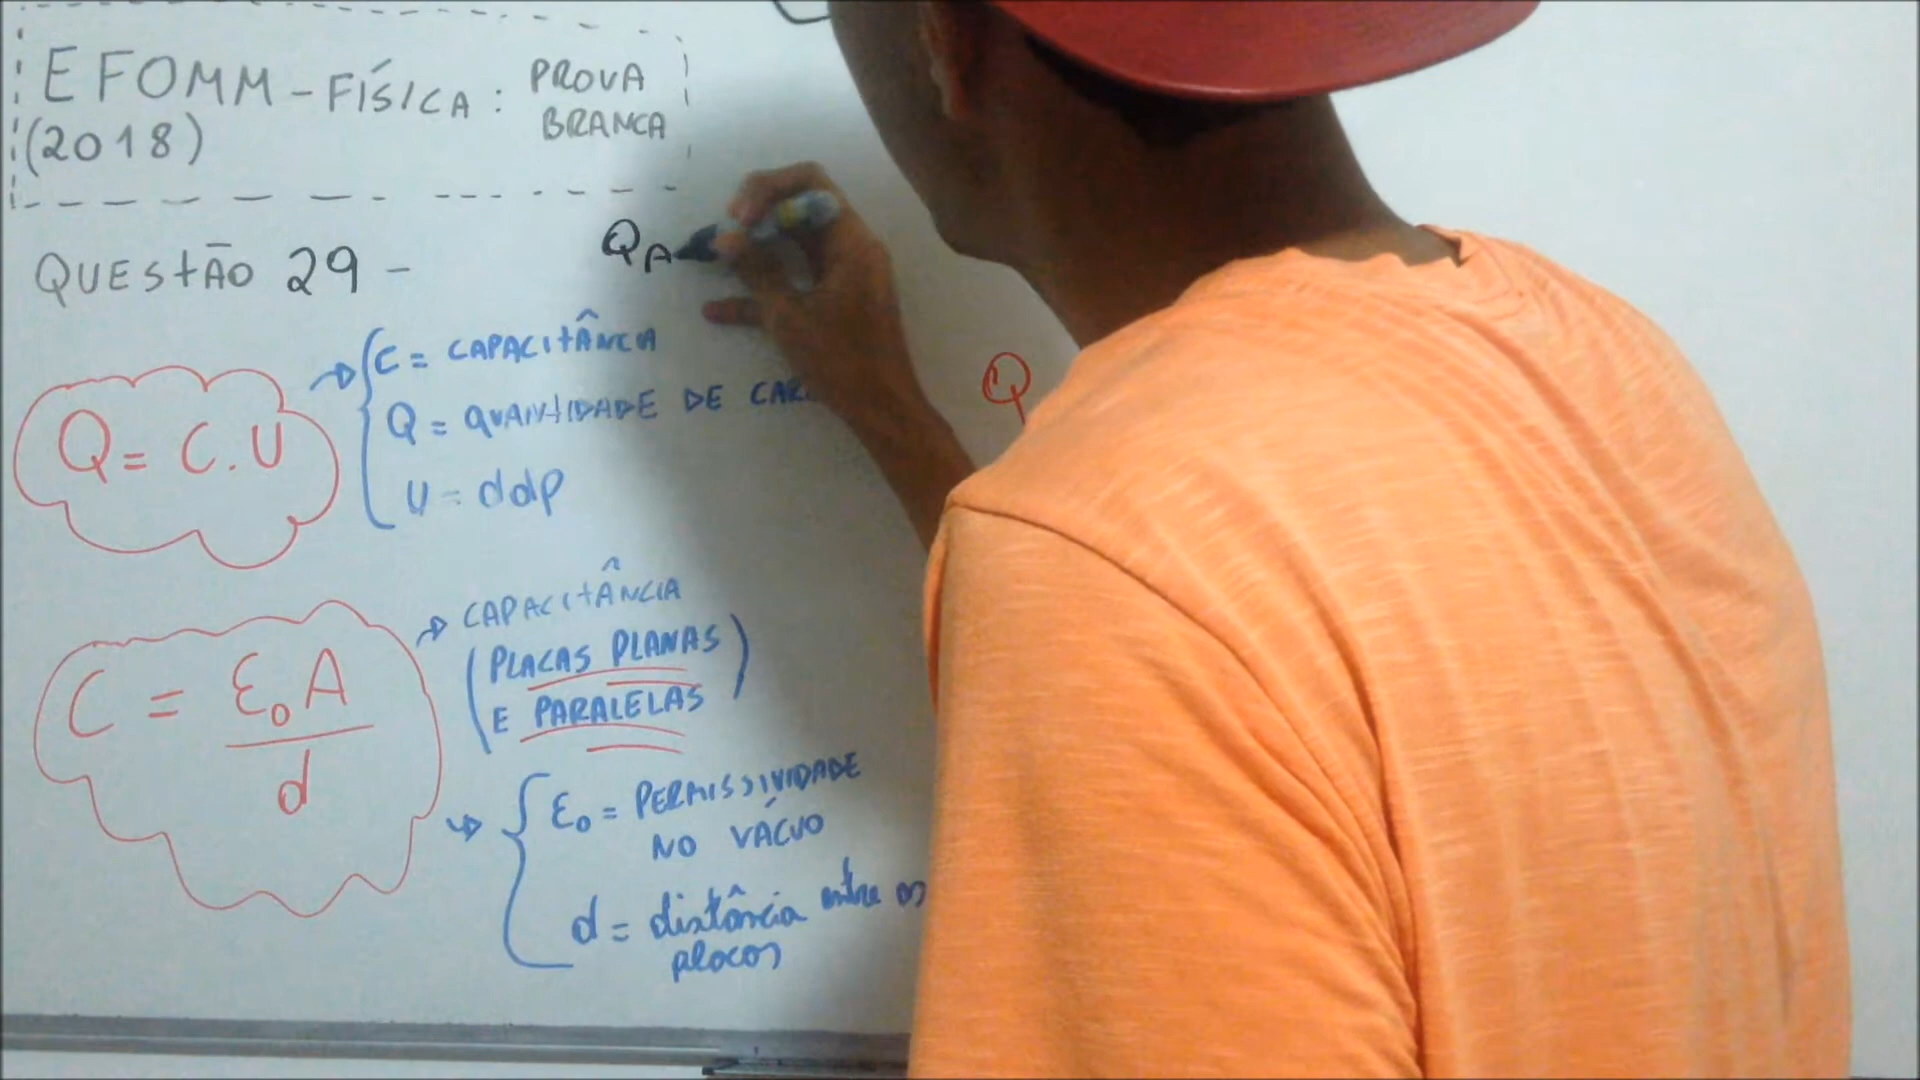 EFOMM - FÍSICA: PROVA BRANCA
(2018)
QUESTÃO 29 -
QA
C = CAPACITÂNCIA
Q = QUANTIDADE DE
U = ddp
Q = C.U
Q
CAPACITÂNCIA
(PLACAS PLANAS
E PARALELAS)
C = ε₀A
d
ε₀ = PERMISSIVIDADE
NO VÁCUO
d = distância entre as
placas